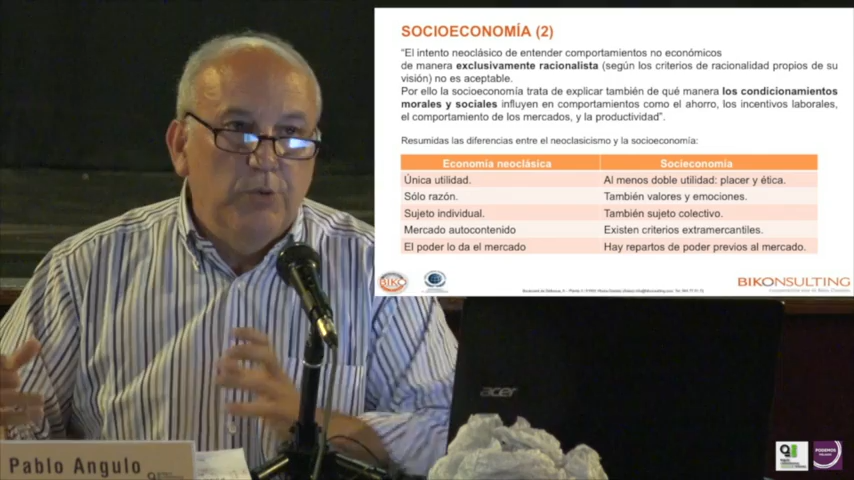 SOCIOECONOMÍA (2)
“El intento neoclásico de entender comportamientos no económicos
de manera exclusivamente racionalista (según los criterios de racionalidad propios de su
visión) no es aceptable.
Por ello la socioeconomía trata de explicar también de qué manera los condicionamientos
morales y sociales influyen en comportamientos como el ahorro, los incentivos laborales,
el comportamiento de los mercados, y la productividad”.
Resumidas las diferencias entre el neoclasicismo y la socioeconomía:
Economía neoclásica Socieconomía
Única utilidad. Al menos doble utilidad: placer y ética.
Sólo razón. También valores y emociones.
Sujeto individual. También sujeto colectivo.
Mercado autocontenido Existen criterios extramercantiles.
El poder lo da el mercado Hay repartos de poder previos al mercado.
BIKO
BIKONSULTING
acer
Pablo Angulo
PODEMOS